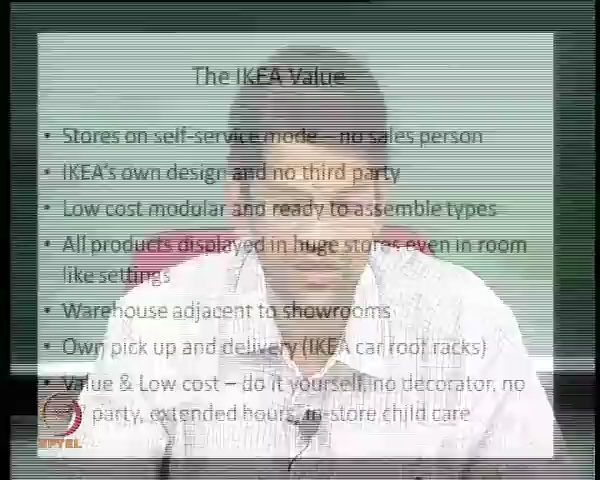 The IKEA Value
• Stores on self-service mode – no sales person
• IKEA's own design and no third party
• Low cost modular and ready to assemble types
• All products displayed in huge stores even in room
like settings
• Warehouse adjacent to showrooms
• Own pick up and delivery (IKEA car roof racks)
• Value & Low cost – do it yourself, no decorator, no
party, extended hours, in-store child care
NPTEL